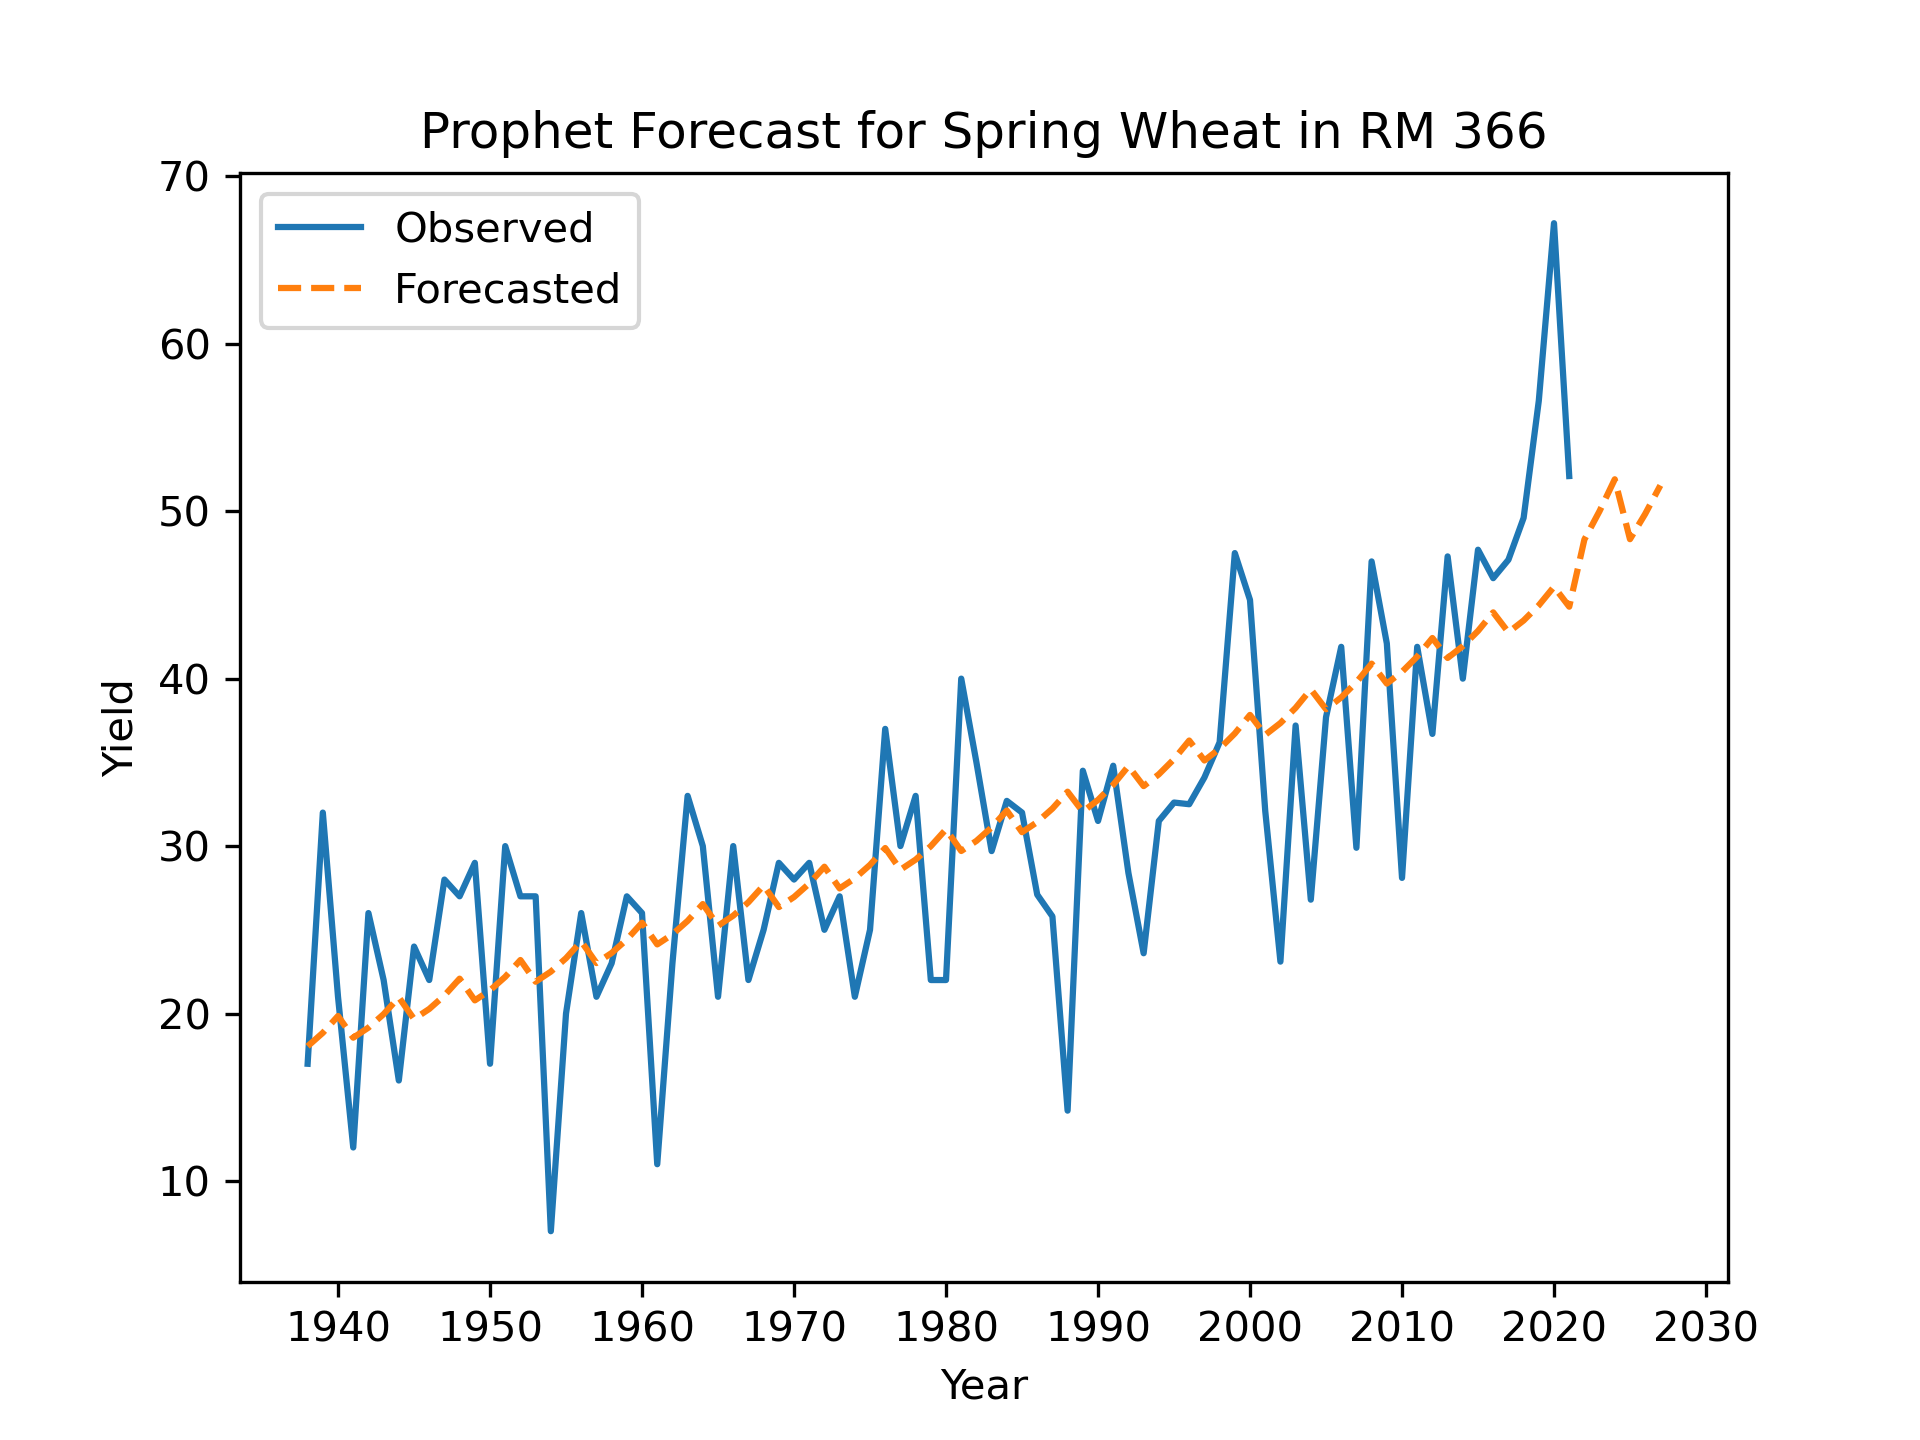 Prophet Forecast for Spring Wheat in RM 366
70
60
50
40
30
20
10
Observed
Forecasted
Yield
1940 1950 1960 1970 1980 1990 2000 2010 2020 2030
Year